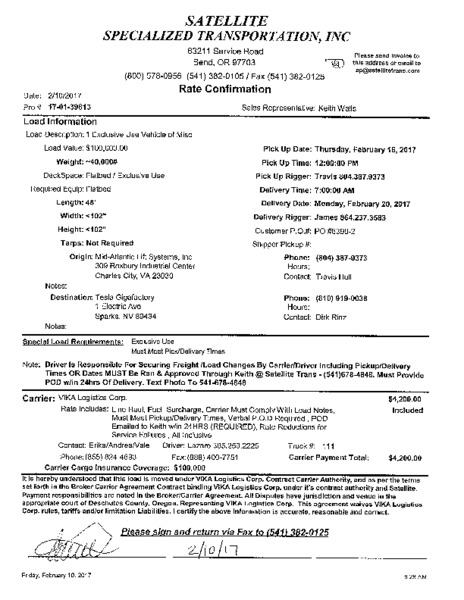 SATELLITE
SPECIALIZED TRANSPORTATION, INC
63211 Service Road
Bend, OR 97703
(800) 578-0956 (541) 382-0105 / Fax (541) 382-0125
Please send invoice to
this address or email to
ap@satellitetrans.com
Rate Confirmation
Date: 2/10/2017
Pro #: 17-01-39613
Sales Representative: Keith Watts
Load Information
Load Description: 1 Exclusive Use Vehicle of Misc
Load Value: $100,000.00
Pick Up Date: Thursday, February 16, 2017
Weight: ~40,000#
Pick Up Time: 12:00:00 PM
DeckSpace: Flatbed / Exclusive Use
Pick Up Rigger: Travis 804.387.9373
Required Equip: Flatbed
Delivery Time: 7:00:00 AM
Length: 48'
Delivery Date: Monday, February 20, 2017
Width: <102"
Delivery Rigger: James 864.237.3583
Height: <102"
Customer P.O.#: PO #8390-2
Tarps: Not Required
Shipper Pickup #:
Origin: Mid-Atlantic Lift Systems, Inc
309 Roxbury Industrial Center
Charles City, VA 23030
Phone: (804) 387-9373
Hours:
Contact: Travis Hull
Notes:
Destination: Tesla Gigafactory
1 Electric Ave
Sparks, NV 89434
Phone: (810) 919-0038
Hours:
Contact: Dirk Rinz
Notes:
Special Load Requirements: Exclusive Use
Must Meet Pick/Delivery Times
Note: Driver Is Responsible For Securing Freight /Load Changes By Carrier/Driver Including Pickup/Delivery
Times OR Dates MUST Be Ran & Approved Through Keith @ Satellite Trans - (541)678-4848. Must Provide
POD w/in 24hrs Of Delivery. Text Photo To 541-678-4848
Carrier: VIKA Logistics Corp.
$4,200.00
Rate Includes: Line Haul, Fuel Surcharge, Carrier Must Comply With Load Notes,
Must Meet Pickup/Delivery Times, Verbal P.O.D Required, POD
Emailed to Keith w/in 24HRS (REQUIRED), Rate Reductions for
Service Failures, All Inclusive
Included
Contact: Erika/Andrea/Vale
Driver: 353.253.2225
Truck #: 111
Phone:(855) 624-4693
Fax:(088) 400-7751
Carrier Payment Total: $4,200.00
Carrier Cargo Insurance Coverage: $100,000
It is hereby understood that this load is moved under VIKA Logistics Corp. Contract Carrier Authority, and as per the terms
set forth in the Broker Carrier Agreement Contract binding VIKA Logistics Corp. under it's contract authority and Satellite.
Payment responsibilities are noted in the Broker/Carrier Agreement. All Disputes have jurisdiction and venue in the
appropriate court of Deschutes County, Oregon. Representing VIKA Logistics Corp. This agreement waives VIKA Logistics
Corp. rules, tariffs and/or limitation Liabilities. I certify the above information is accurate, reasonable and correct.
Please sign and return via Fax to (541) 382-0125
2/10/17
Friday, February 10, 2017